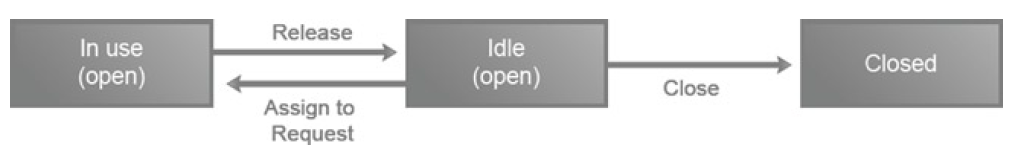 In use
(open)
Release
Assign to
Request
Idle
(open)
Close
Closed